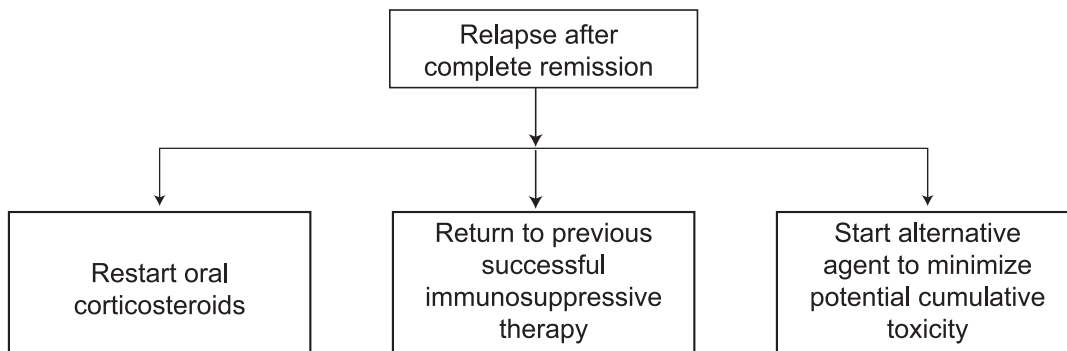 Relapse after
complete remission
Restart oral
corticosteroids
Return to previous
successful
immunosuppressive
therapy
Start alternative
agent to minimize
potential cumulative
toxicity